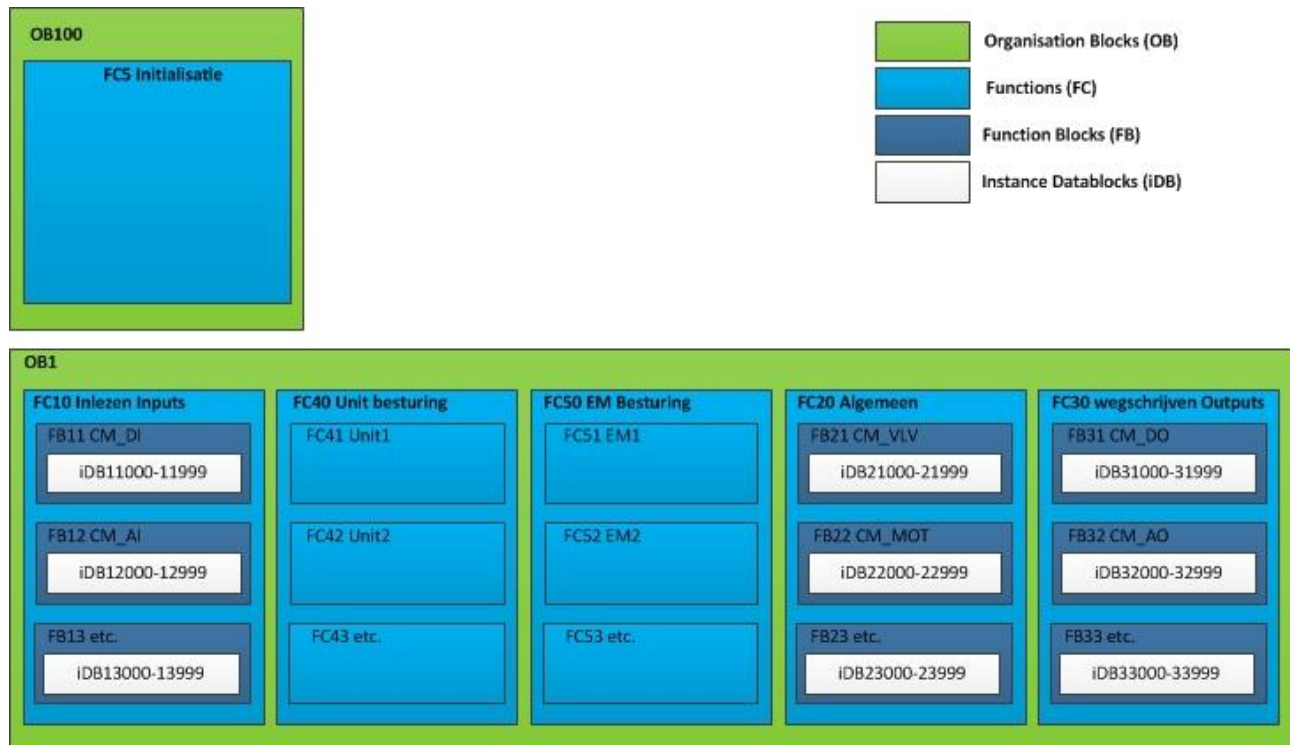 OB100
FC5 Initialisatie
Organisation Blocks (OB)
Functions (FC)
Function Blocks (FB)
Instance Datablocks (iDB)
OB1
FC10 Inlezen Inputs
FB11 CM_DI
iDB11000-11999
FB12 CM_AI
iDB12000-12999
FB13 etc.
iDB13000-13999
FC40 Unit besturing
FC41 Unit1
FC42 Unit2
FC43 etc.
FC50 EM Besturing
FC51 EM1
FC52 EM2
FC53 etc.
FC20 Algemeen
FB21 CM_VLV
iDB21000-21999
FB22 CM_MOT
iDB22000-22999
FB23 etc.
iDB23000-23999
FC30 wegschrijven Outputs
FB31 CM_DO
iDB31000-31999
FB32 CM_AO
iDB32000-32999
FB33 etc.
iDB33000-33999